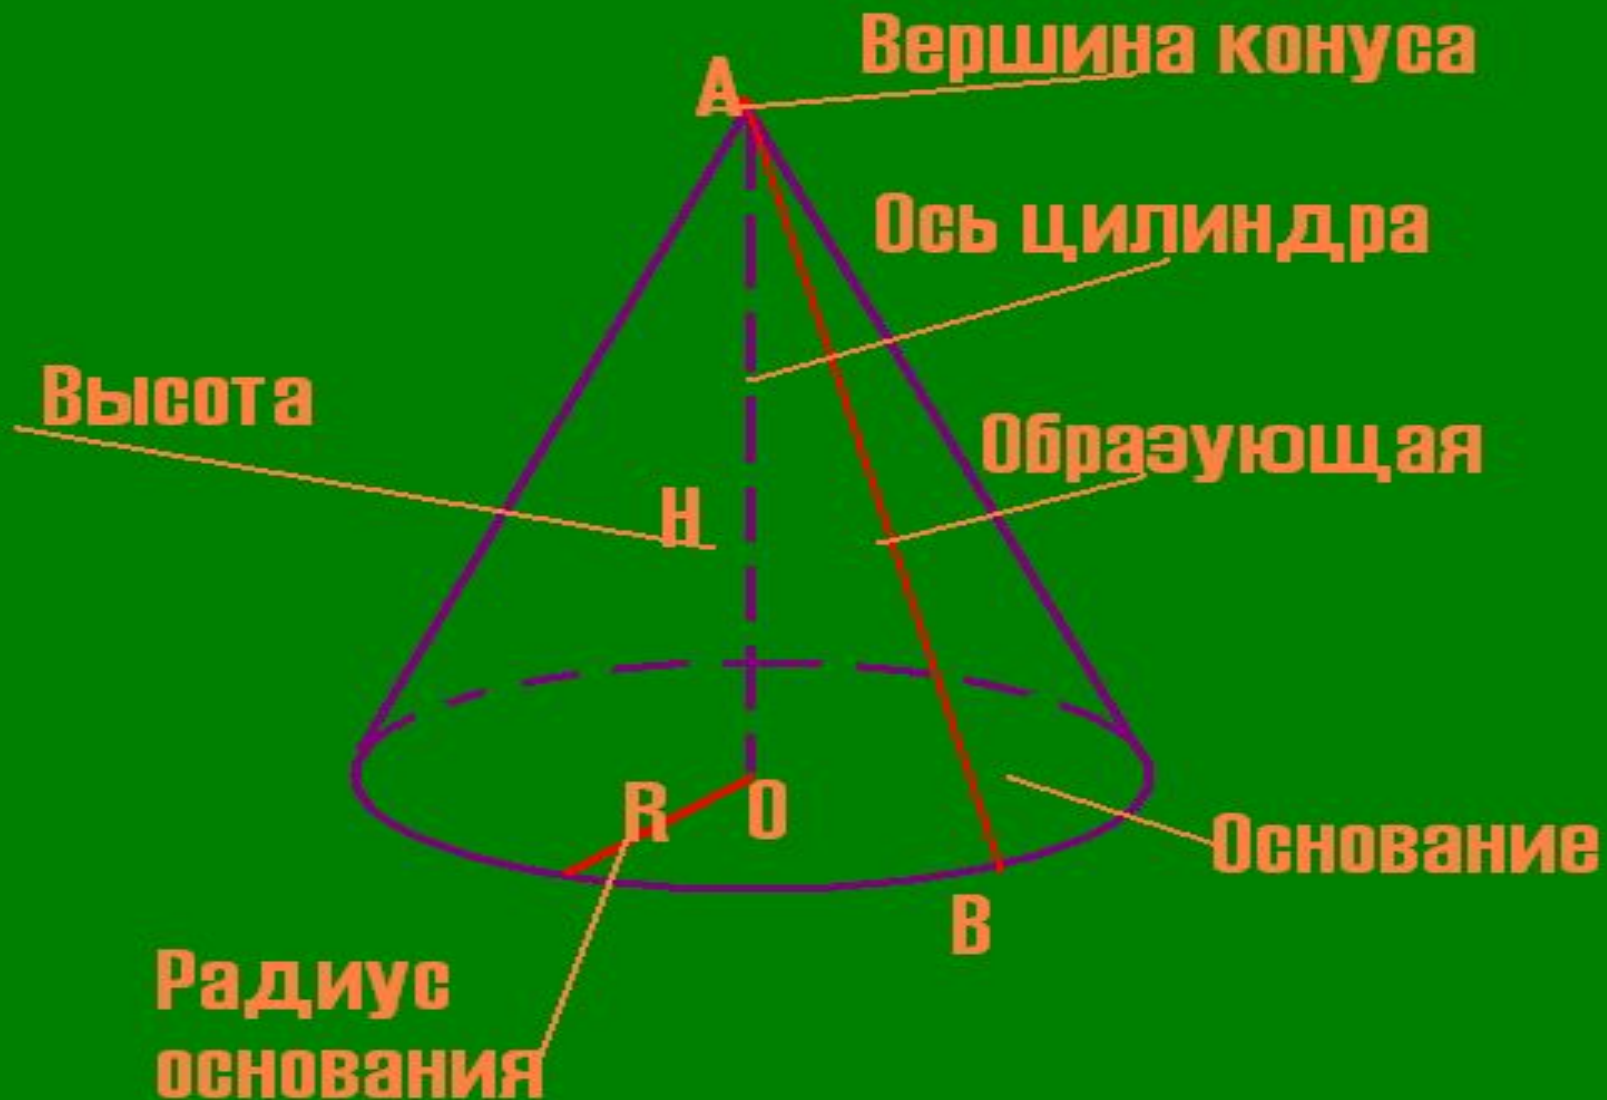 Вершина конуса
A
Ось цилиндра
Высота
Образующая
H
R
O
Основание
B
Радиус
основания